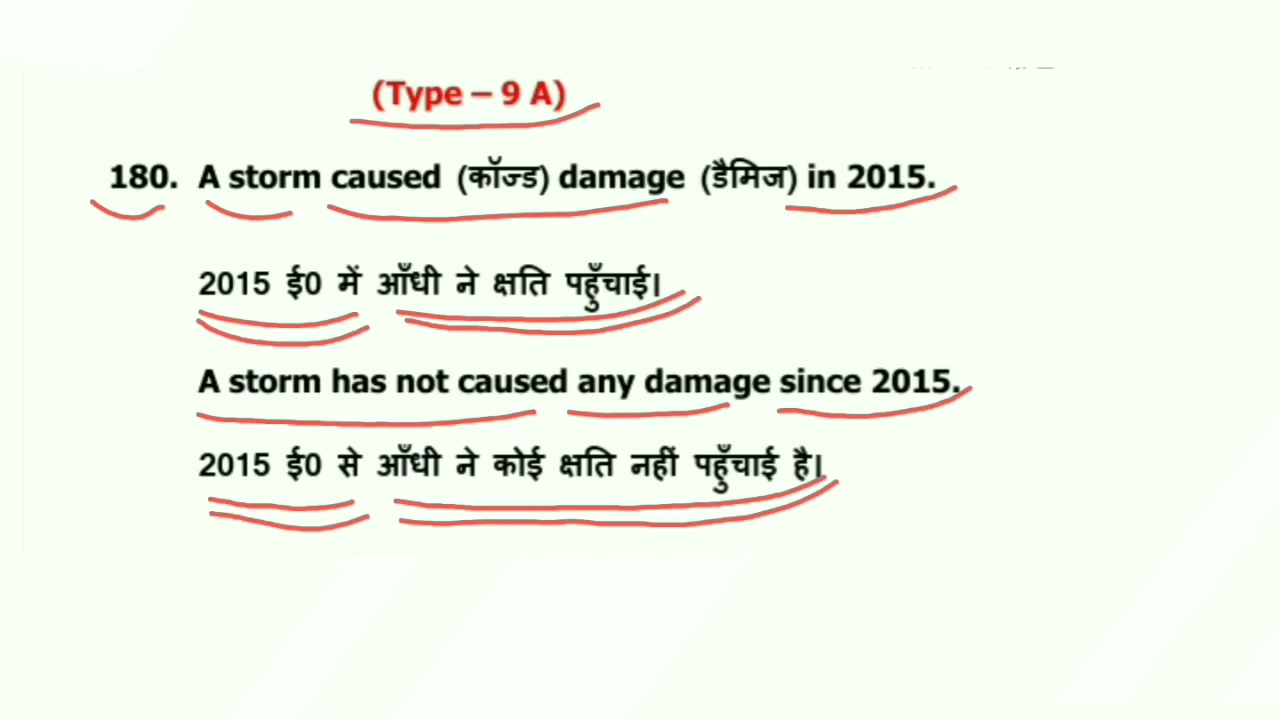 (Type – 9 A)
180. A storm caused (कॉज्ड) damage (डैमिज) in 2015.
2015 ई0 में आँधी ने क्षति पहुँचाई।
A storm has not caused any damage since 2015.
2015 ई0 से आँधी ने कोई क्षति नहीं पहुँचाई है।